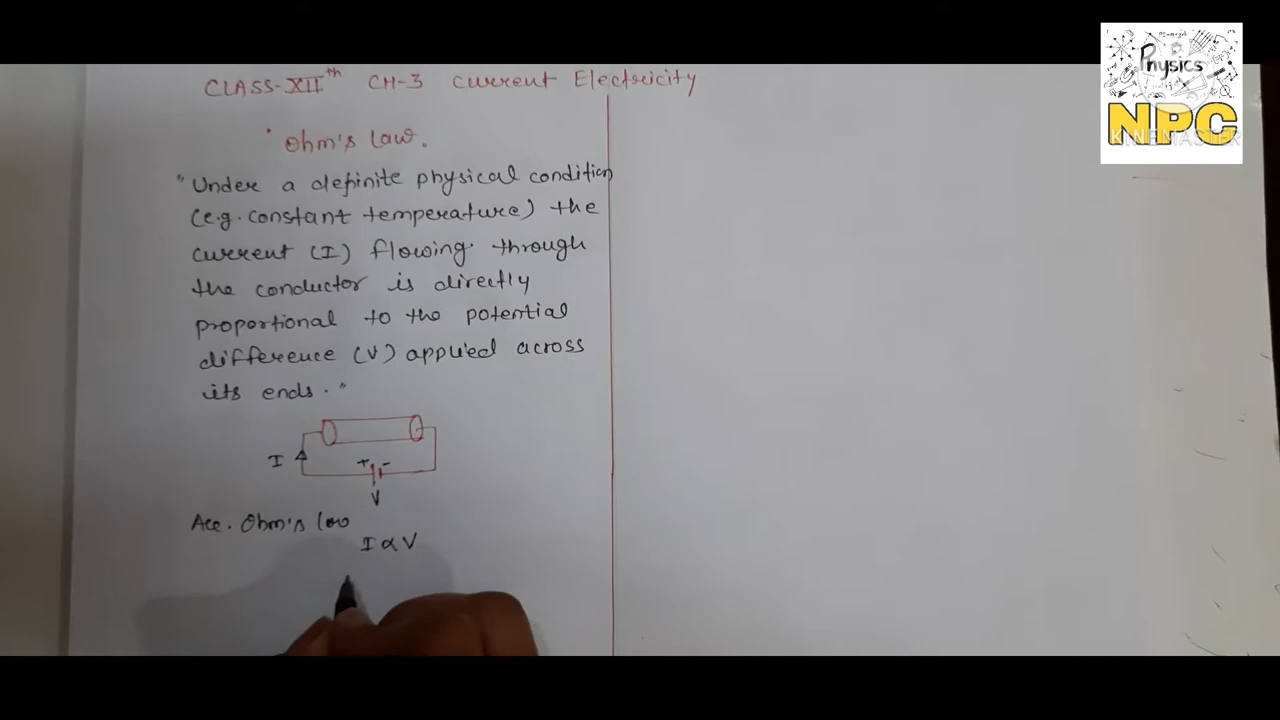 CLASS-XIIth CH-3 Current Electricity
Ohm's law.
"Under a definite physical condition
(e.g. constant temperature) the
current (I) flowing through
the conductor is directly
proportional to the potential
difference (V) applied across
its ends."
I
+ -
V
Acc. Ohm's law
I ∝ V
Physics
NPC
KINEMASTER